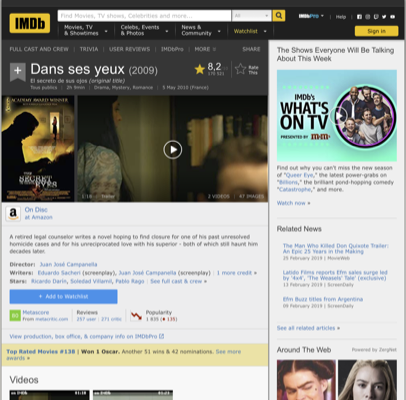 IMDb
Find Movies, TV shows, Celebrities and more...
All
IMDbPro
Help
Movies, TV & Showtimes
Celebs, Events & Photos
News & Community
Watchlist
Sign in
FULL CAST AND CREW | TRIVIA | USER REVIEWS | IMDbPro | MORE
SHARE
Dans ses yeux (2009)
8,2
Rate This
El secreto de sus ojos (original title)
Tous publics | 2h 9min | Drama, Mystery, Romance | 5 May 2010 (France)
ACADEMY AWARD WINNER
THE SECRET
Trailer
2 VIDEOS | 97 IMAGES
On Disc
at Amazon
A retired legal counselor writes a novel hoping to find closure for one of his past unresolved
homicide cases and for his unreciprocated love with his superior - both of which still haunt him
decades later.
Director: Juan José Campanella
Writers: Eduardo Sacheri (screenplay), Juan José Campanella (screenplay) | 1 more credit »
Stars: Ricardo Darín, Soledad Villamil, Pablo Rago | See full cast & crew »
+ Add to Watchlist
Metascore
From metacritic.com
Reviews
257 user | 271 critic
Popularity
View production, box office, & company info on IMDbPro
Top Rated Movies #138 | Won 1 Oscar. Another 51 wins & 42 nominations. See more
awards »
Videos
The Shows Everyone Will Be Talking
About This Week
IMDb's
WHAT'S
ON TV
PRESENTED BY M&M'S
Find out why you can't miss the new season
of "Queer Eye," the latest power-grabs on
"Billions," the brilliant pond-hopping comedy
"Catastrophe," and more.
Watch now »
Related News
The Man Who Killed Don Quixote Trailer:
An Epic 25 Years in the Making
25 February 2019 | MovieWeb
Latido Films reports Efm sales surge led
by '4x4', 'The Weasels' Tale' (exclusive)
13 February 2019 | ScreenDaily
Efm Buzz titles from Argentina
09 February 2019 | ScreenDaily
See all related articles »
Around The Web
Powered by ZergNet